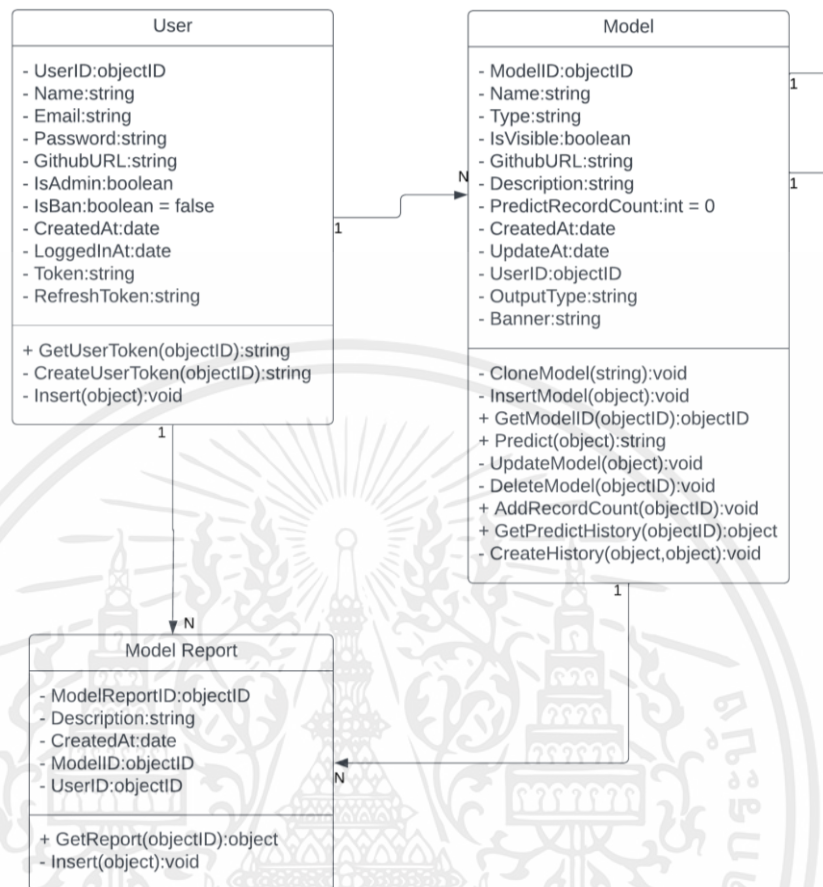 User
- UserID:objectID
- Name:string
- Email:string
- Password:string
- GithubURL:string
- IsAdmin:boolean
- IsBan:boolean = false
- CreatedAt:date
- LoggedInAt:date
- Token:string
- RefreshToken:string
+ GetUserToken(objectID):string
- CreateUserToken(objectID):string
- Insert(object):void
1
1
N
Model
- ModelID:objectID
- Name:string
- Type:string
- IsVisible:boolean
- GithubURL:string
- Description:string
- PredictRecordCount:int = 0
- CreatedAt:date
- UpdateAt:date
- UserID:objectID
- OutputType:string
- Banner:string
- CloneModel(string):void
- InsertModel(object):void
+ GetModelID(objectID):objectID
+ Predict(object):string
- UpdateModel(object):void
- DeleteModel(objectID):void
+ AddRecordCount(objectID):void
+ GetPredictHistory(objectID):object
- CreateHistory(object,object):void
1
1
1
N
Model Report
- ModelReportID:objectID
- Description:string
- CreatedAt:date
- ModelID:objectID
- UserID:objectID
+ GetReport(objectID):object
- Insert(object):void
N